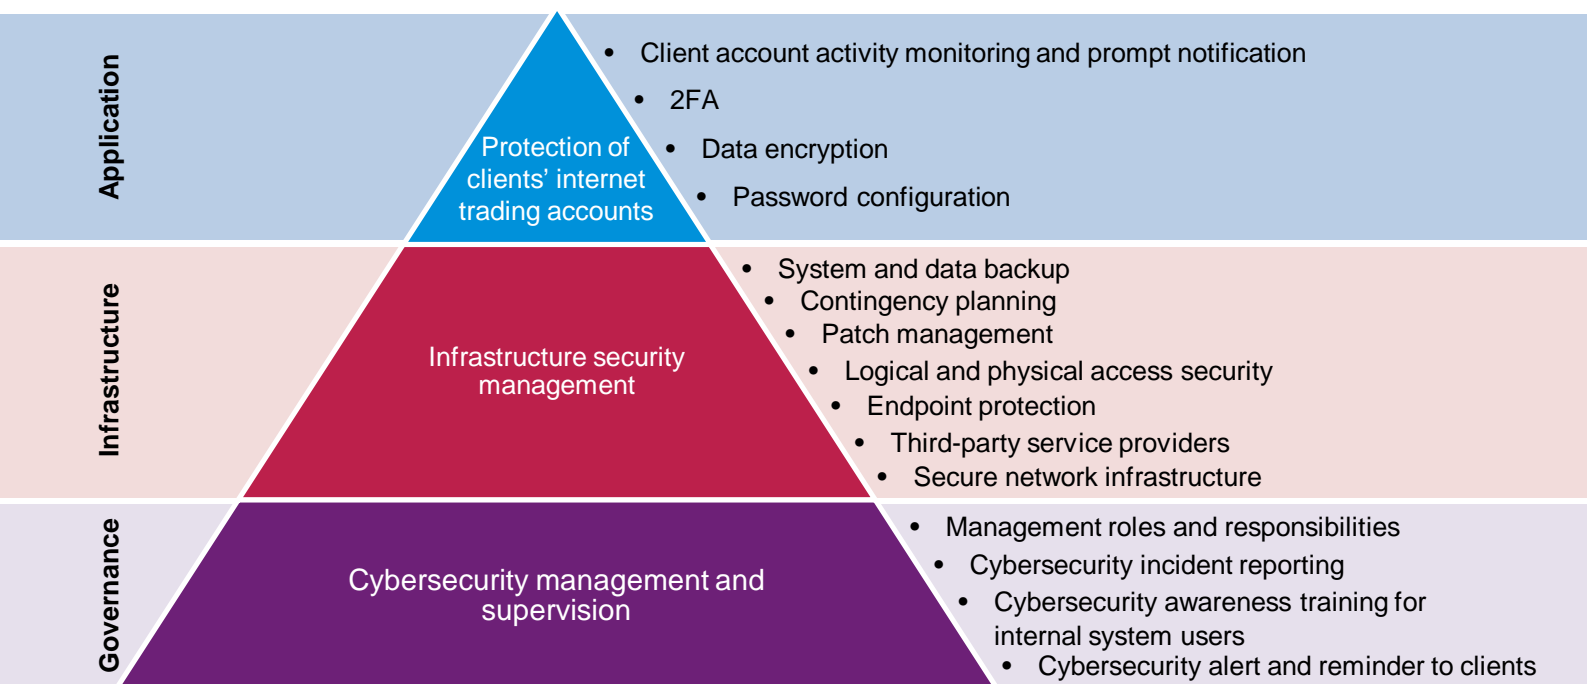 Application
Protection of
clients’ internet
trading accounts
• Client account activity monitoring and prompt notification
• 2FA
• Data encryption
• Password configuration
Infrastructure
Infrastructure security
management
• System and data backup
• Contingency planning
• Patch management
• Logical and physical access security
• Endpoint protection
• Third-party service providers
• Secure network infrastructure
Governance
Cybersecurity management and
supervision
• Management roles and responsibilities
• Cybersecurity incident reporting
• Cybersecurity awareness training for
internal system users
• Cybersecurity alert and reminder to clients